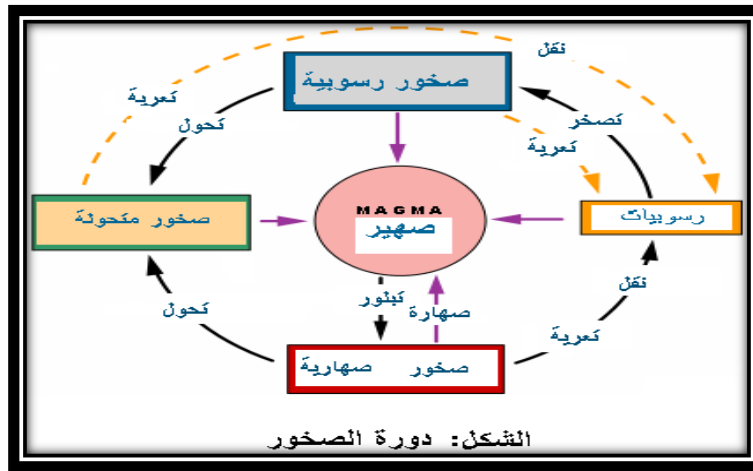 نقل
صخور رسوبية
تعرية
تحول
تصخر
تعرية
MAGMA
صهير
رسوبيات
صخور متحولة
تبلور
صهارة
نقل
تحول
تعرية
صخور صهارية
الشكل: دورة الصخور